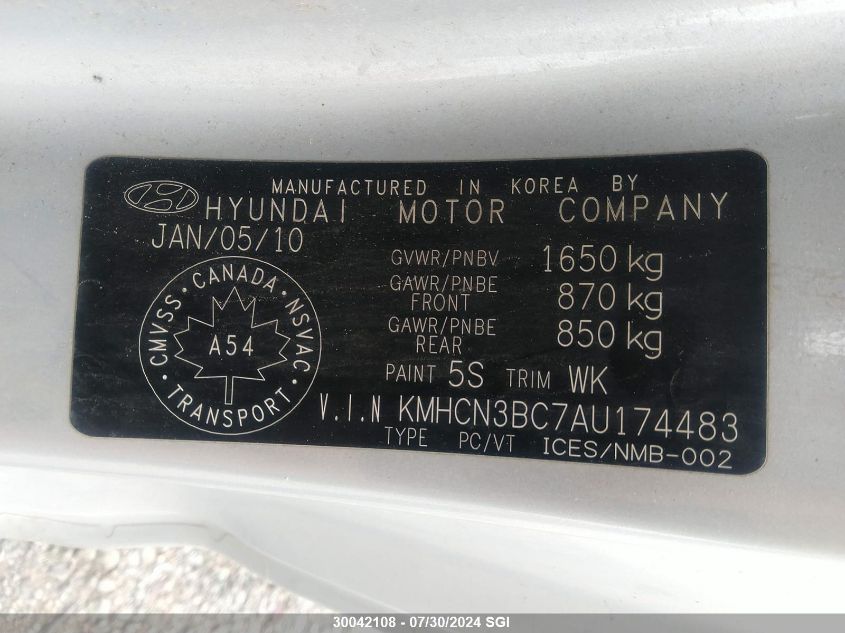 MANUFACTURED IN KOREA BY
HYUNDAI MOTOR COMPANY
JAN/05/10
GVWR/PNBV 1650 kg
GAWR/PNBE FRONT 870 kg
GAWR/PNBE REAR 850 kg
PAINT 5S TRIM WK
CMVSS · CANADA · NSVAC · TRANSPORT ·
A54
V.I.N KMHCN3BC7AU174483
TYPE PC/VT ICES/NMB-002
30042108 - 07/30/2024 SGI